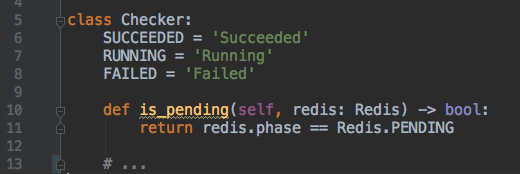 4
5 class Checker:
6     SUCCEEDED = 'Succeeded'
7     RUNNING = 'Running'
8     FAILED = 'Failed'
9
10     def is_pending(self, redis: Redis) -> bool:
11         return redis.phase == Redis.PENDING
12
13     # ...